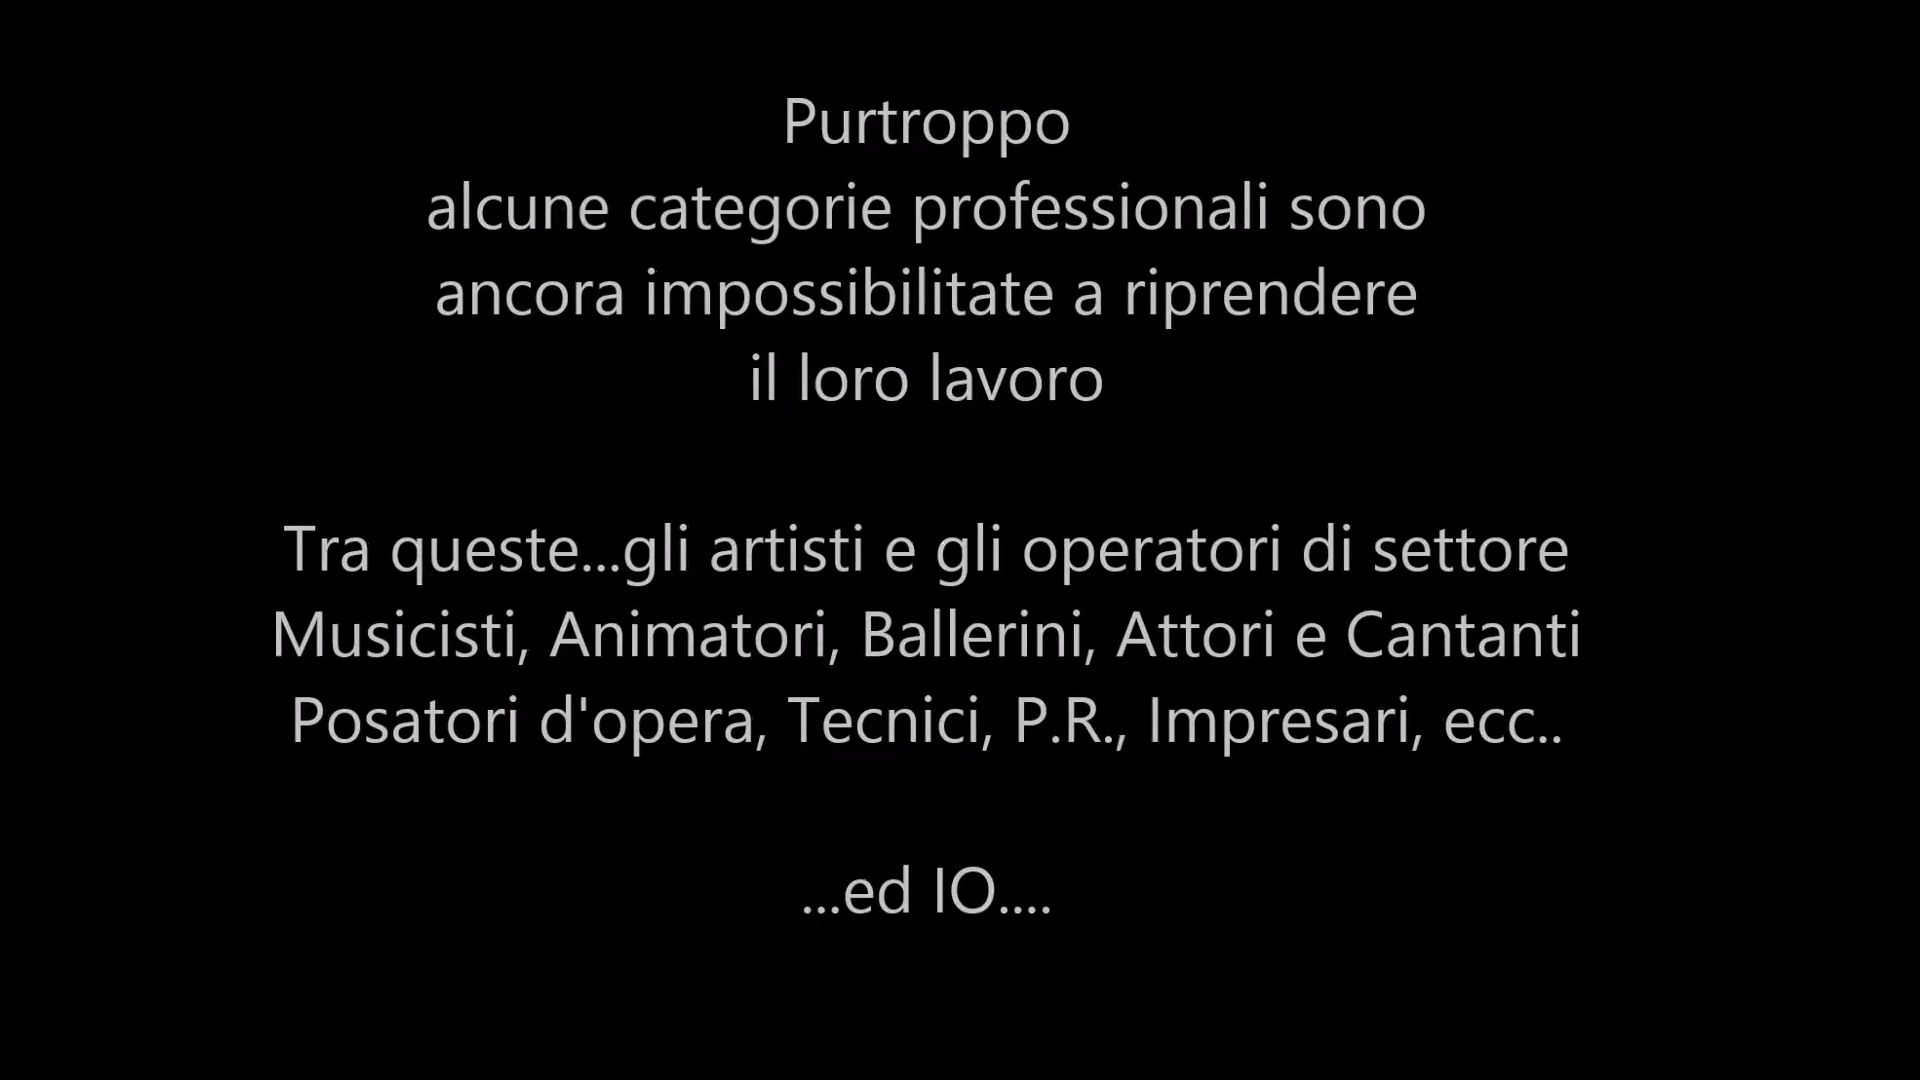 Purtroppo
alcune categorie professionali sono
ancora impossibilitate a riprendere
il loro lavoro
Tra queste...gli artisti e gli operatori di settore
Musicisti, Animatori, Ballerini, Attori e Cantanti
Posatori d'opera, Tecnici, P.R., Impresari, ecc..
...ed IO....